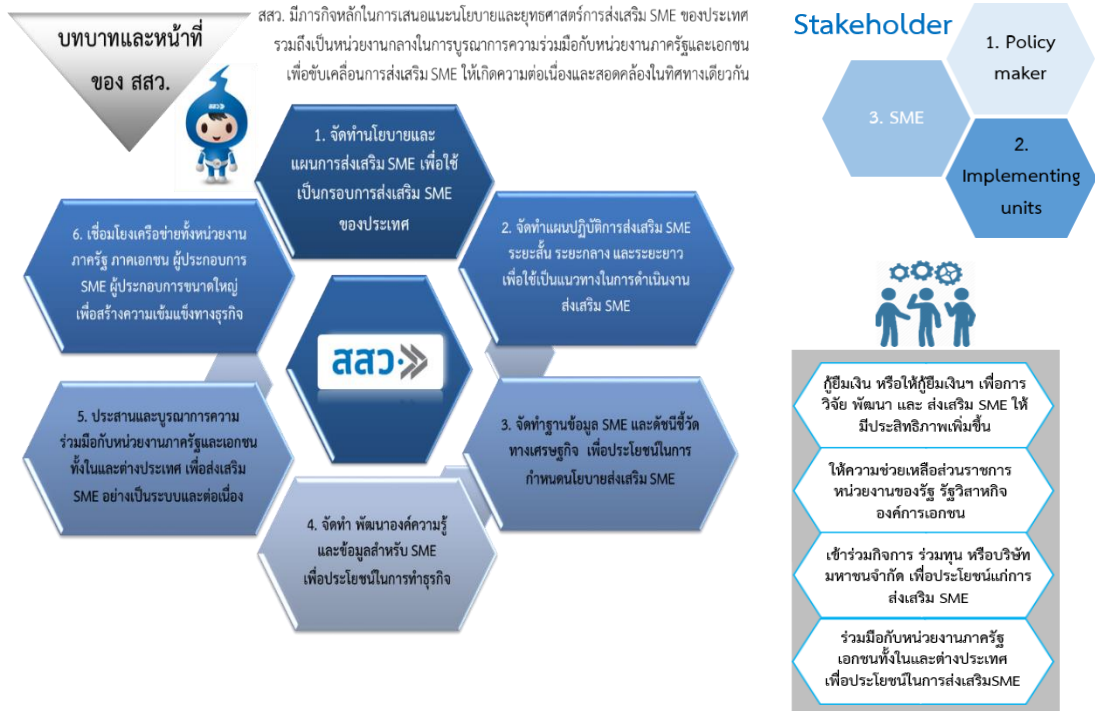 บทบาทและหน้าที่
ของ สสว.
สสว. มีภารกิจหลักในการเสนอแนะนโยบายและยุทธศาสตร์การส่งเสริม SME ของประเทศ
รวมถึงเป็นหน่วยงานกลางในการบูรณาการความร่วมมือกับหน่วยงานภาครัฐและเอกชน
เพื่อขับเคลื่อนการส่งเสริม SME ให้เกิดความต่อเนื่องและสอดคล้องในทิศทางเดียวกัน
1. จัดทำนโยบายและ
แผนการส่งเสริม SME เพื่อใช้
เป็นกรอบการส่งเสริม SME
ของประเทศ
2. จัดทำแผนปฏิบัติการส่งเสริม SME
ระยะสั้น ระยะกลาง และระยะยาว
เพื่อใช้เป็นแนวทางในการดำเนินงาน
ส่งเสริม SME
3. จัดทำฐานข้อมูล SME และดัชนีชี้วัด
ทางเศรษฐกิจ เพื่อประโยชน์ในการ
กำหนดนโยบายส่งเสริม SME
4. จัดทำ พัฒนาองค์ความรู้
และข้อมูลสำหรับ SME
เพื่อประโยชน์ในการทำธุรกิจ
5. ประสานและบูรณาการความ
ร่วมมือกับหน่วยงานภาครัฐและเอกชน
ทั้งในและต่างประเทศ เพื่อส่งเสริม
SME อย่างเป็นระบบและต่อเนื่อง
6. เชื่อมโยงเครือข่ายทั้งหน่วยงาน
ภาครัฐ ภาคเอกชน ผู้ประกอบการ
SME ผู้ประกอบการขนาดใหญ่
เพื่อสร้างความเข้มแข็งทางธุรกิจ
สสว.
Stakeholder
1. Policy
maker
2.
Implementing
units
3. SME
กู้ยืมเงิน หรือให้กู้ยืมเงินฯ เพื่อการ
วิจัย พัฒนา และ ส่งเสริม SME ให้
มีประสิทธิภาพเพิ่มขึ้น
ให้ความช่วยเหลือส่วนราชการ
หน่วยงานของรัฐ รัฐวิสาหกิจ
องค์การเอกชน
เข้าร่วมกิจการ ร่วมทุน หรือบริษัท
มหาชนจำกัด เพื่อประโยชน์แก่การ
ส่งเสริม SME
ร่วมมือกับหน่วยงานภาครัฐ
เอกชนทั้งในและต่างประเทศ
เพื่อประโยชน์ในการส่งเสริมSME